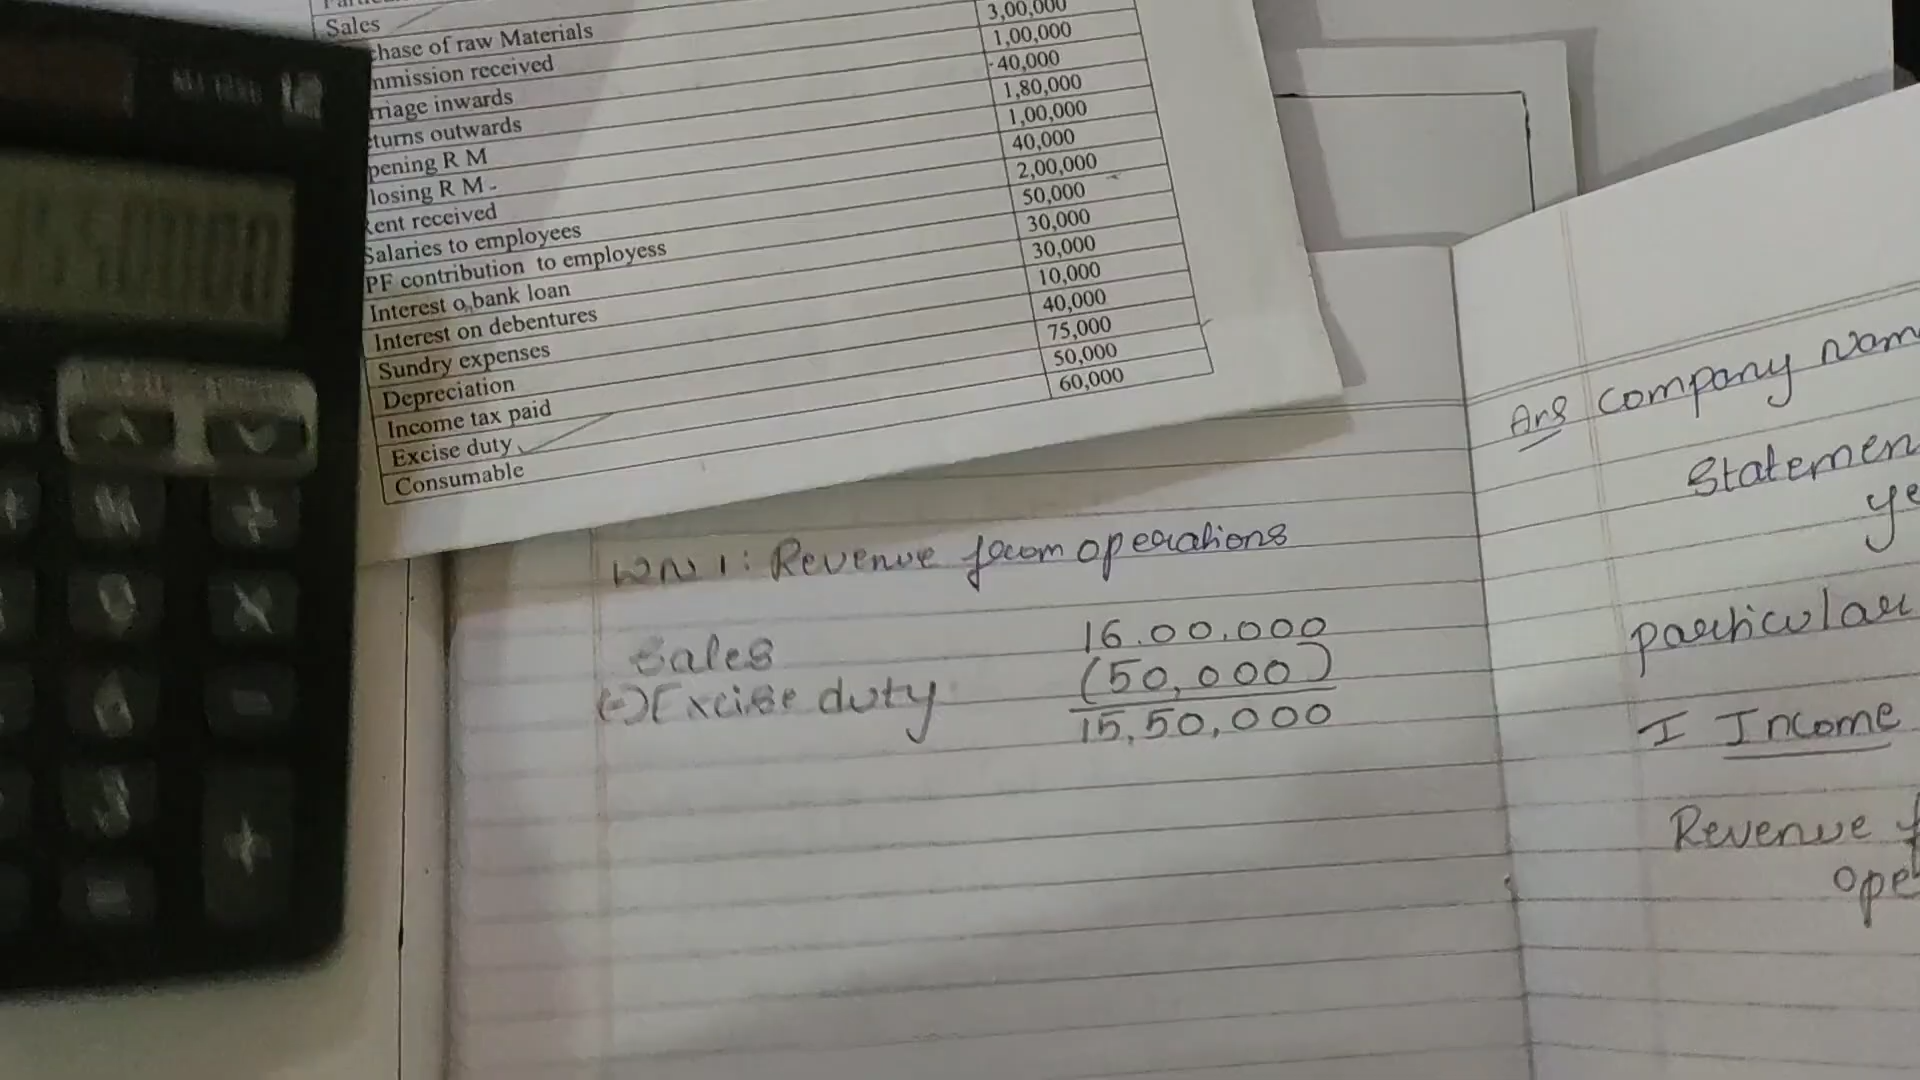 Sales
chase of raw Materials
mmission received 3,00,000
rriage inwards 1,00,000
turns outwards 40,000
pening R M 1,80,000
losing R M 1,00,000
Rent received 40,000
Salaries to employees 2,00,000
PF contribution to employess 50,000
Interest o bank loan 30,000
Interest on debentures 30,000
Sundry expenses 10,000
Depreciation 40,000
Income tax paid 75,000
Excise duty 50,000
Consumable 60,000
WN 1: Revenue from operations
Sales 16.00.000
(-) Excise duty (50,000)
15,50,000
Ans Company Nam
Statemen
ye
particular
I Income
Revenue f
ope